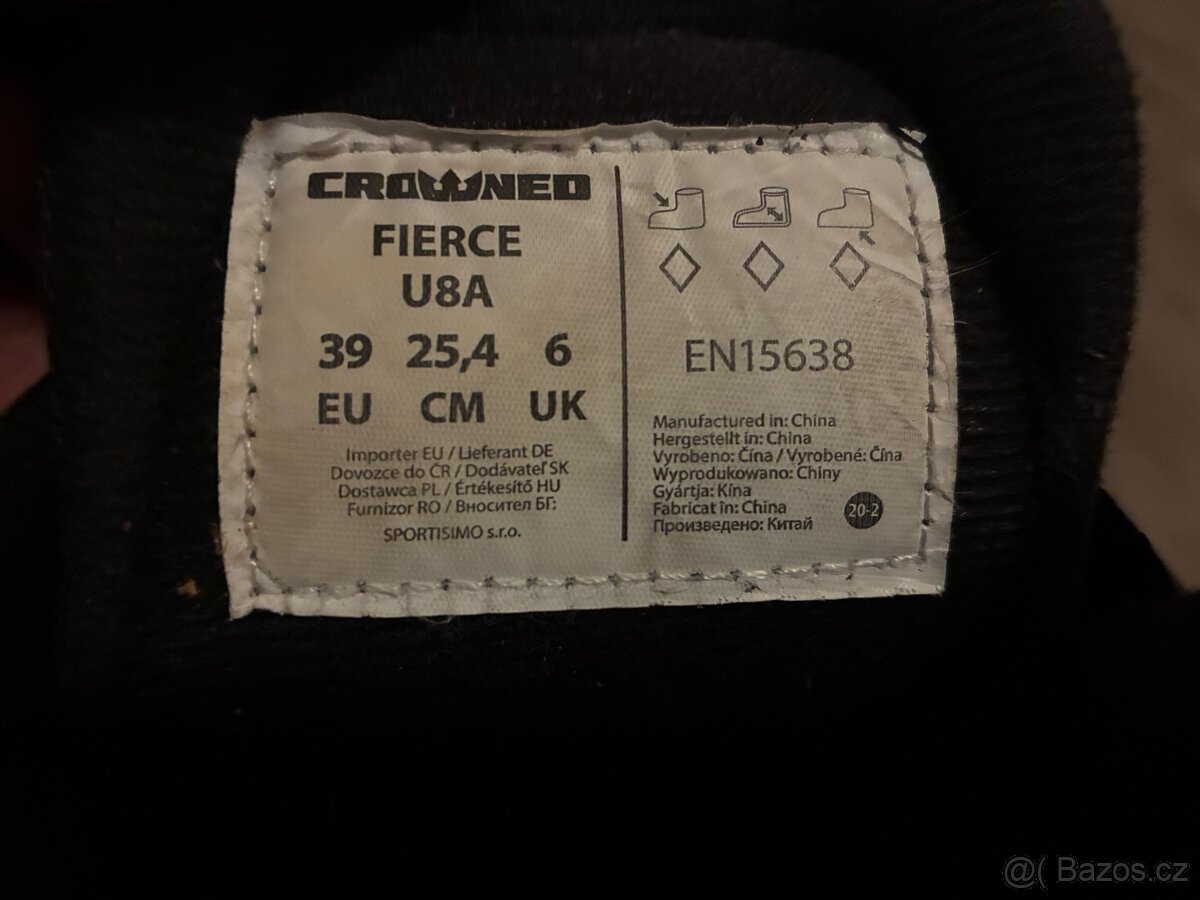 CROWNED
FIERCE
U8A
39 25,4 6
EU CM UK
Importer EU / Lieferant DE
Dovozce do ČR / Dodávateľ SK
Dostawca PL / Értékesítő HU
Furnizor RO / Вносител БГ:
SPORTISIMO s.r.o.
EN15638
Manufactured in: China
Hergestellt in: China
Vyrobeno: Čína / Vyrobené: Čína
Wyprodukowano: Chiny
Gyártja: Kína
Fabricat în: China
Произведено: Китай
20-2
@( Bazos.cz